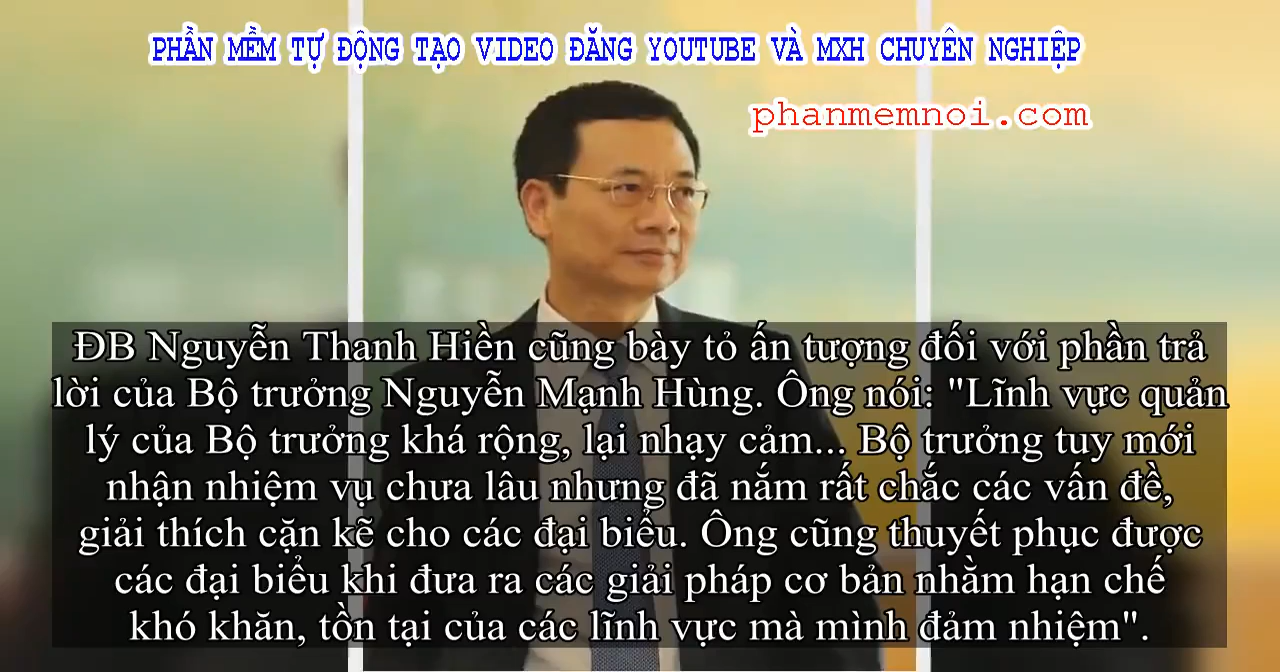 PHẦN MỀM TỰ ĐỘNG TẠO VIDEO ĐĂNG YOUTUBE VÀ MXH CHUYÊN NGHIỆP
phanmemnoi.com
ĐB Nguyễn Thanh Hiền cũng bày tỏ ấn tượng đối với phần trả
lời của Bộ trưởng Nguyễn Mạnh Hùng. Ông nói: "Lĩnh vực quản
lý của Bộ trưởng khá rộng, lại nhạy cảm... Bộ trưởng tuy mới
nhận nhiệm vụ chưa lâu nhưng đã nắm rất chắc các vấn đề,
giải thích cặn kẽ cho các đại biểu. Ông cũng thuyết phục được
các đại biểu khi đưa ra các giải pháp cơ bản nhằm hạn chế
khó khăn, tồn tại của các lĩnh vực mà mình đảm nhiệm".